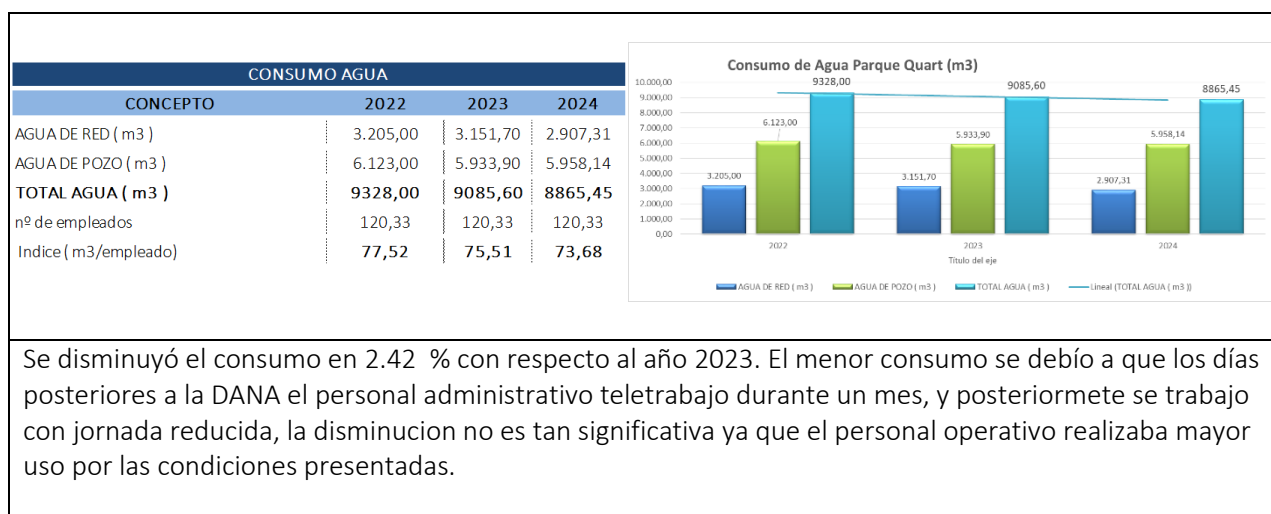 CONSUMO AGUA
CONCEPTO 2022 2023 2024
AGUA DE RED ( m3 ) 3.205,00 3.151,70 2.907,31
AGUA DE POZO ( m3 ) 6.123,00 5.933,90 5.958,14
TOTAL AGUA ( m3 ) 9328,00 9085,60 8865,45
nº de empleados 120,33 120,33 120,33
Indice ( m3/empleado) 77,52 75,51 73,68
Consumo de Agua Parque Quart (m3)
10.000,00
9.000,00
8.000,00
7.000,00
6.000,00
5.000,00
4.000,00
3.000,00
2.000,00
1.000,00
0,00
3.205,00 6.123,00 9328,00
3.151,70 5.933,90 9085,60
2.907,31 5.958,14 8865,45
2022 2023 2024
Título del eje
AGUA DE RED ( m3 ) AGUA DE POZO ( m3 ) TOTAL AGUA ( m3 ) Lineal (TOTAL AGUA ( m3 ))
Se disminuyó el consumo en 2.42 % con respecto al año 2023. El menor consumo se debío a que los días
posteriores a la DANA el personal administrativo teletrabajo durante un mes, y posteriormete se trabajo
con jornada reducida, la disminucion no es tan significativa ya que el personal operativo realizaba mayor
uso por las condiciones presentadas.